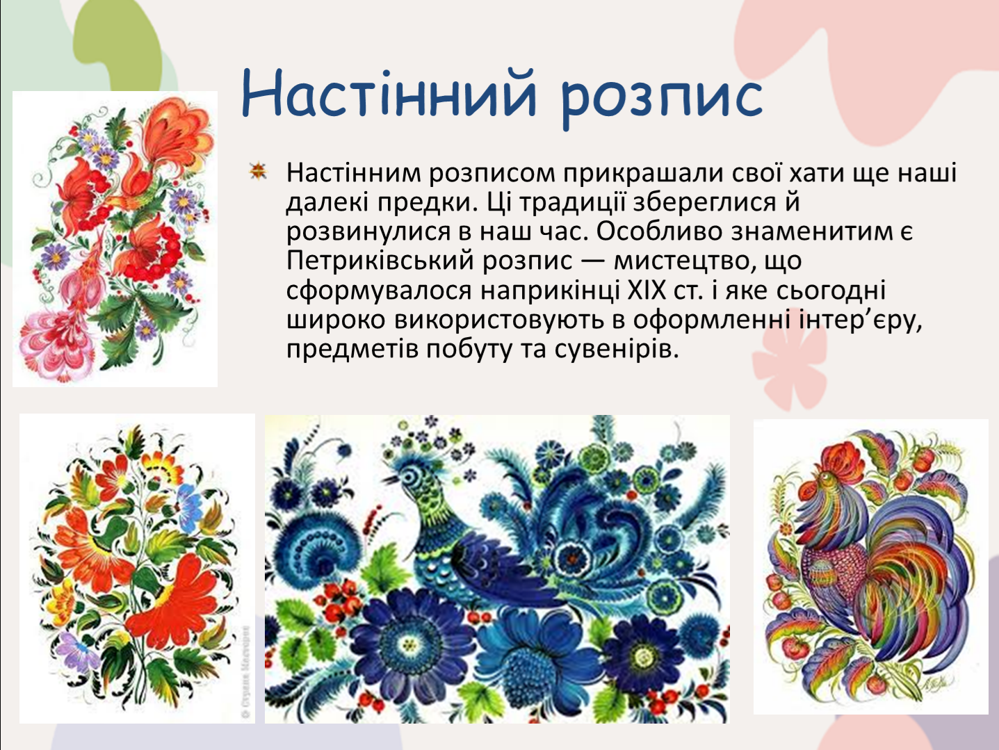 Настінний розпис
Настінним розписом прикрашали свої хати ще наші
далекі предки. Ці традиції збереглися й
розвинулися в наш час. Особливо знаменитим є
Петриківський розпис — мистецтво, що
сформувалося наприкінці XIX ст. і яке сьогодні
широко використовують в оформленні інтер’єру,
предметів побуту та сувенірів.
© Страна Мастеров